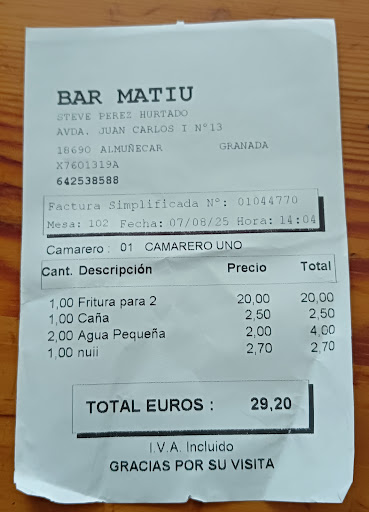 BAR MATIU
STEVE PEREZ HURTADO
AVDA. JUAN CARLOS I Nº13
18690 ALMUÑECAR GRANADA
X7601319A
642538588
Factura Simplificada Nº: 01044770
Mesa: 102 Fecha: 07/08/25 Hora: 14:04
Camarero : 01 CAMARERO UNO
Cant. Descripción Precio Total
1,00 Fritura para 2 20,00 20,00
1,00 Caña 2,50 2,50
2,00 Agua Pequeña 2,00 4,00
1,00 nuii 2,70 2,70
TOTAL EUROS : 29,20
I.V.A. Incluido
GRACIAS POR SU VISITA